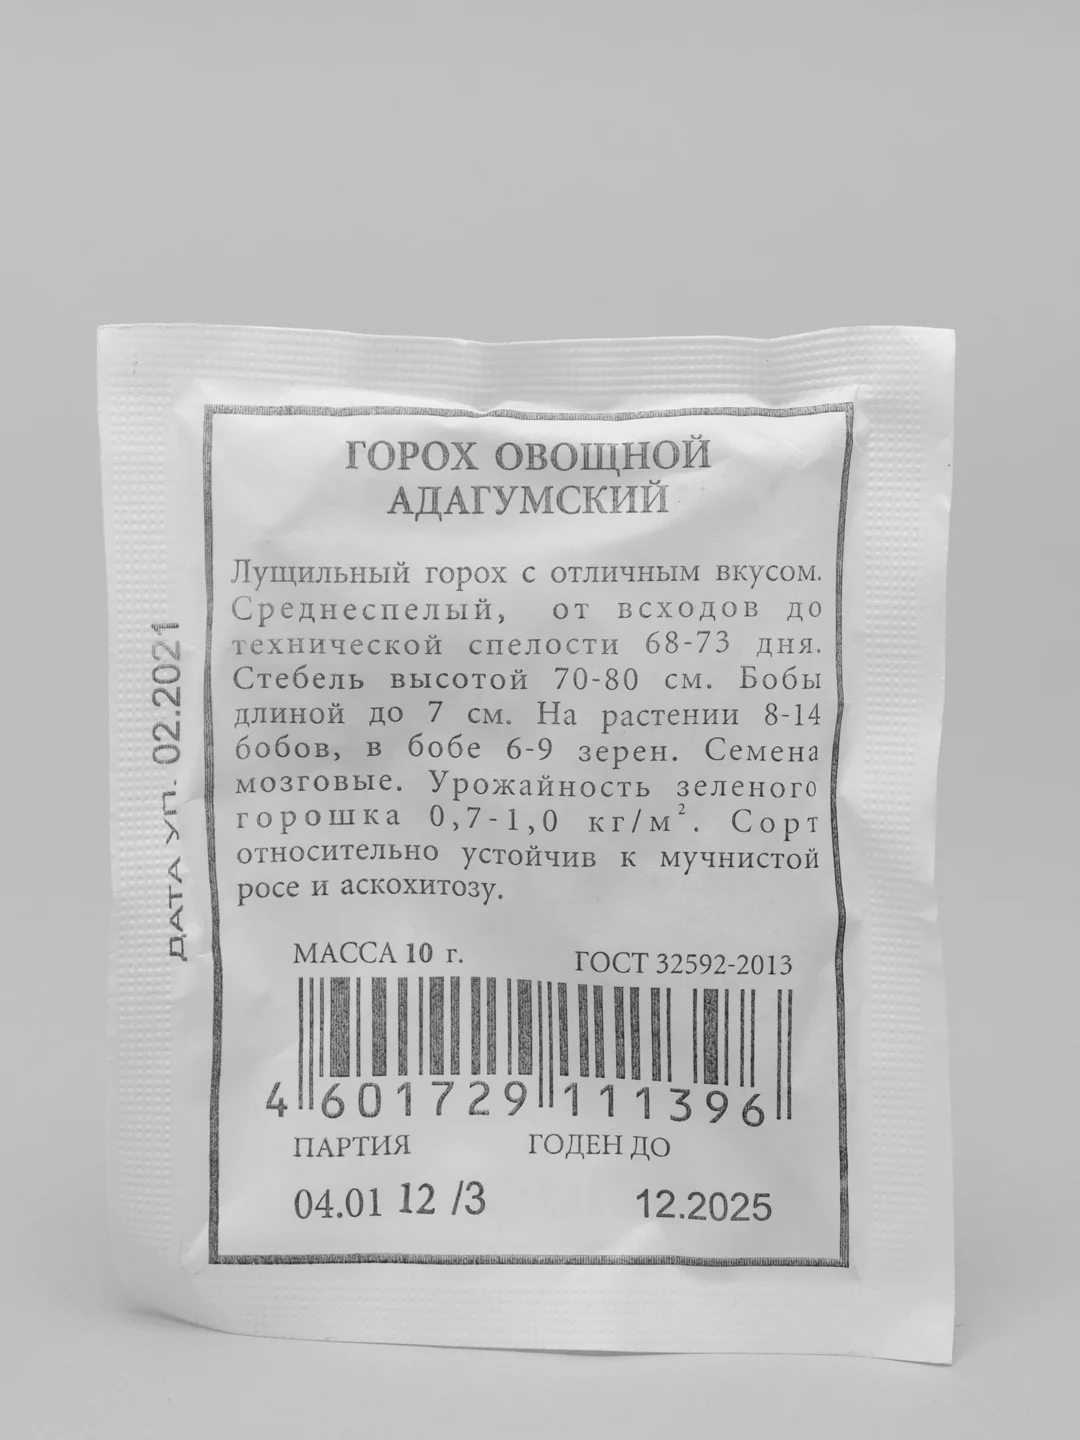 ГОРОХ ОВОЩНОЙ
АДАГУМСКИЙ
Лущильный горох с отличным вкусом.
Среднеспелый, от всходов до
технической спелости 68-73 дня.
Стебель высотой 70-80 см. Бобы
длиной до 7 см. На растении 8-14
бобов, в бобе 6-9 зерен. Семена
мозговые. Урожайность зеленого
горошка 0,7-1,0 кг/м². Сорт
относительно устойчив к мучнистой
росе и аскохитозу.
МАССА 10 г. ГОСТ 32592-2013
4 601729 111396
ПАРТИЯ ГОДЕН ДО
04.01 12 /3 12.2025
ДАТА УП. 02.2021